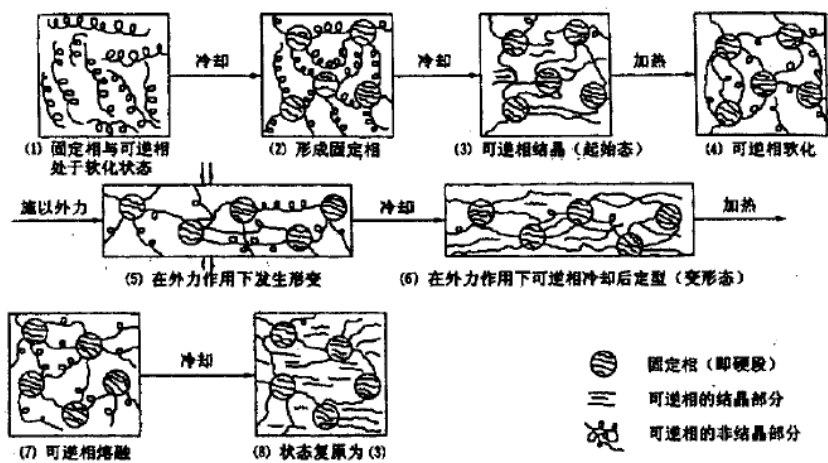 冷却
冷却
加热
(1) 固定相与可逆相
处于软化状态
(2) 形成固定相
(3) 可逆相结晶（起始态）
(4) 可逆相软化
施以外力
冷却
加热
(5) 在外力作用下发生形变
(6) 在外力作用下可逆相冷却后定型（变形态）
冷却
(7) 可逆相熔融
(8) 状态复原为 (3)
固定相（即硬段）
可逆相的结晶部分
可逆相的非结晶部分